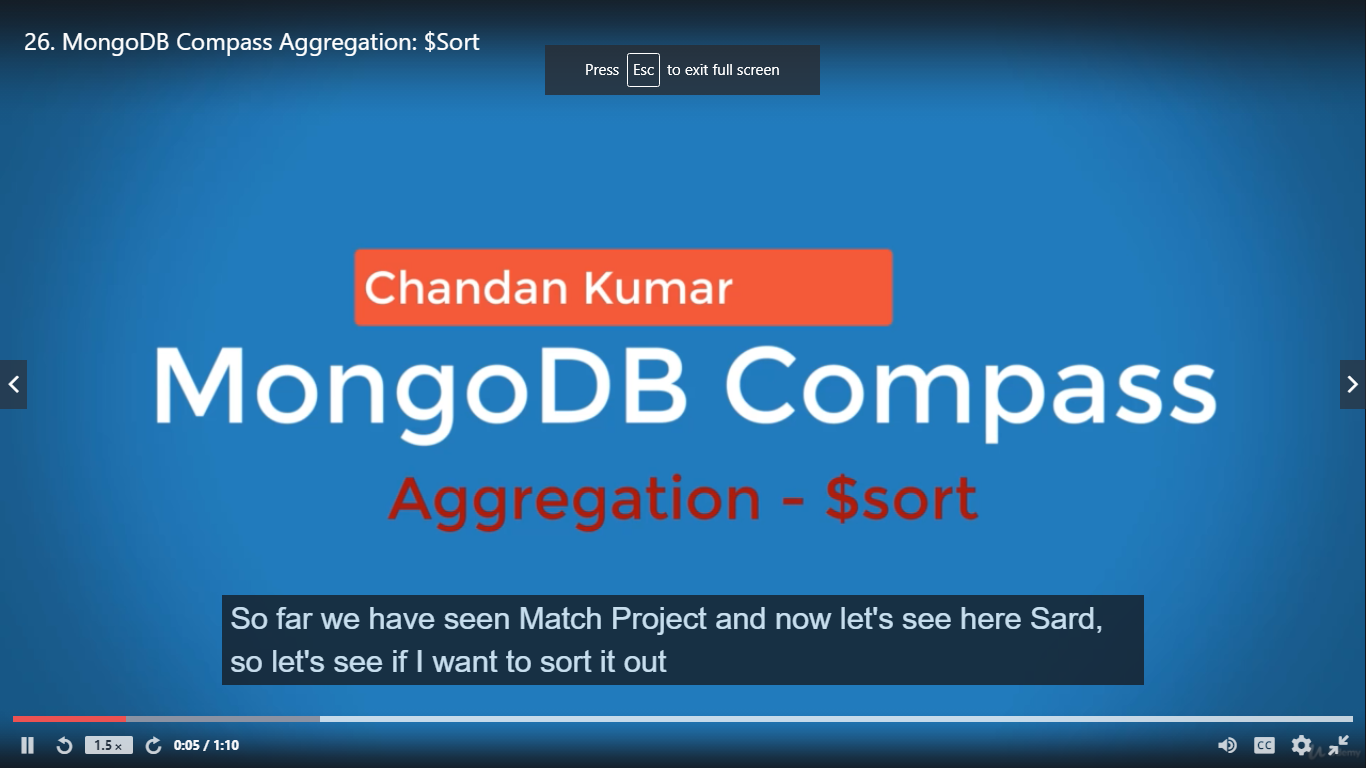 26. MongoDB Compass Aggregation: $Sort
Press Esc to exit full screen
Chandan Kumar
MongoDB Compass
Aggregation - $sort
So far we have seen Match Project and now let's see here Sard,
so let's see if I want to sort it out
1.5 x 0:05 / 1:10 CC